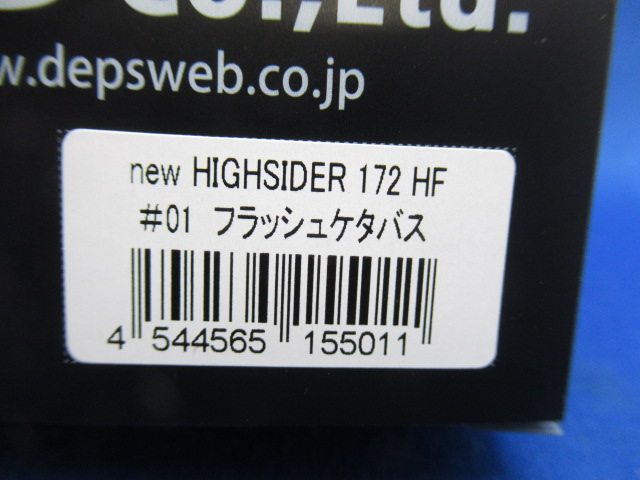 Co.,Ltd.
w.depsweb.co.jp
new HIGHSIDER 172 HF
#01 フラッシュケタバス
4 544565 155011